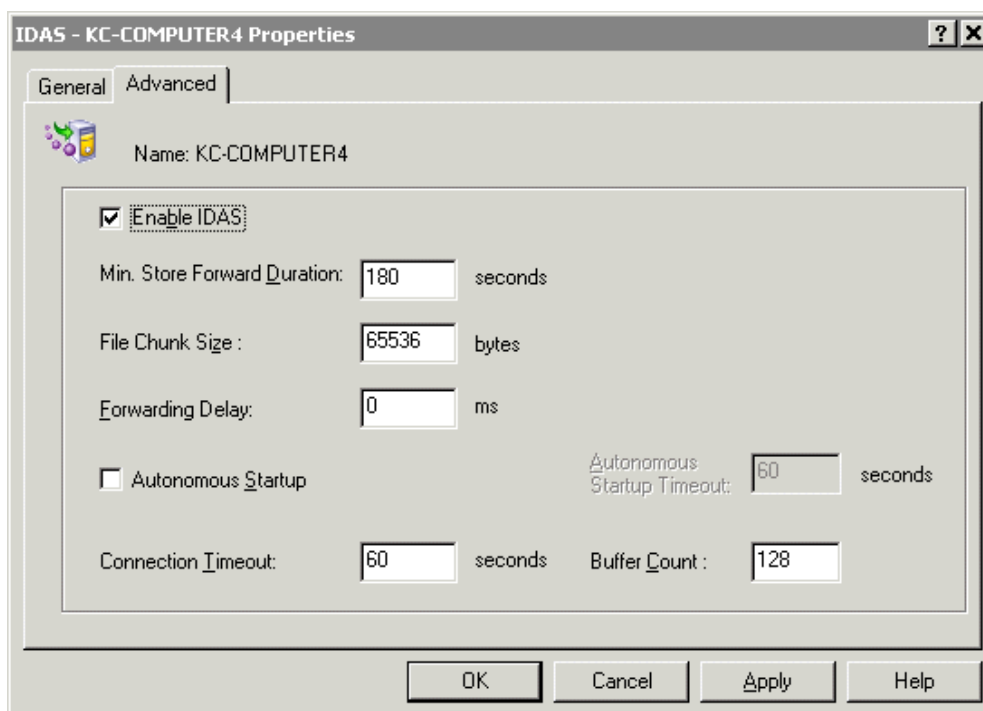 IDAS - KC-COMPUTER4 Properties
General Advanced
Name: KC-COMPUTER4
Enable IDAS
Min. Store Forward Duration: 180 seconds
File Chunk Size : 65536 bytes
Forwarding Delay: 0 ms
Autonomous Startup
Autonomous
Startup Timeout: 60 seconds
Connection Timeout: 60 seconds Buffer Count : 128
OK Cancel Apply Help